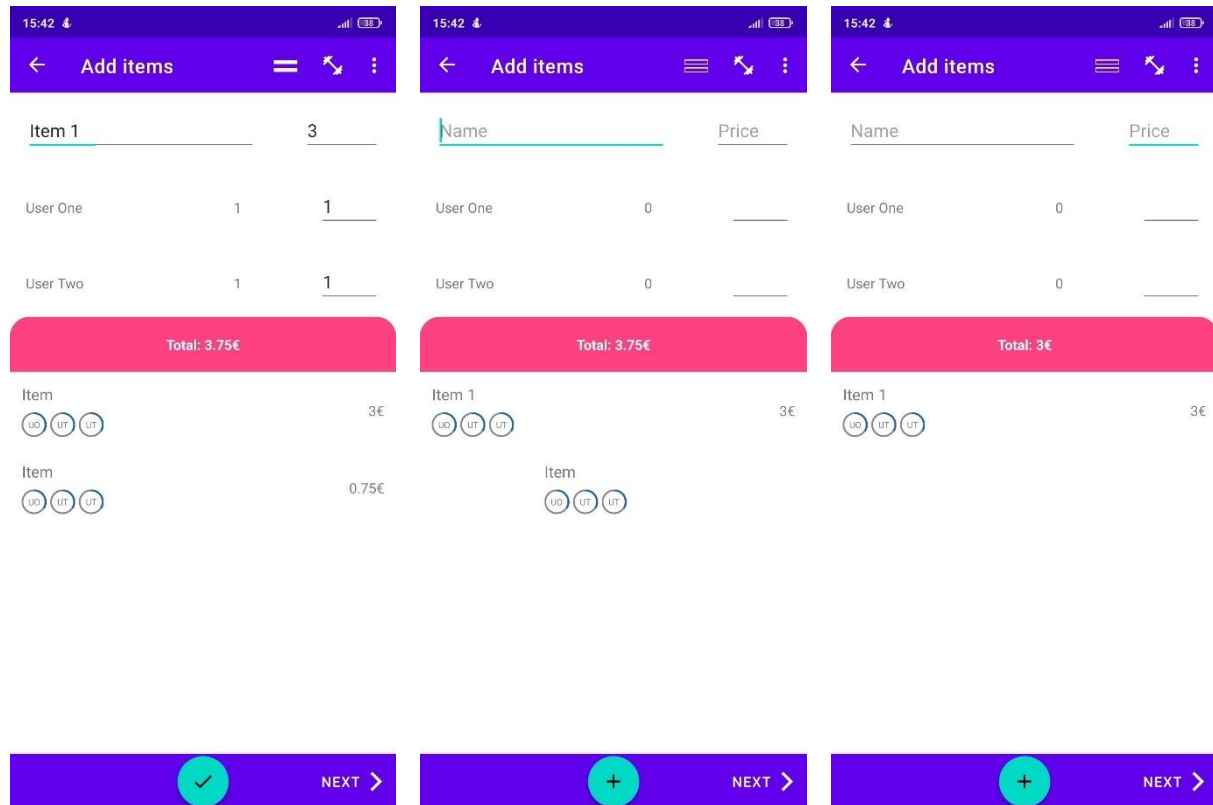 15:42 38
Add items
Item 1 3
User One 1 1
User Two 1 1
Total: 3.75€
Item
3€
UO UT UT
Item
0.75€
UO UT UT
NEXT
15:42 38
Add items
Name Price
User One 0
User Two 0
Total: 3.75€
Item 1
3€
UO UT UT
Item
UO UT UT
NEXT
15:42 38
Add items
Name Price
User One 0
User Two 0
Total: 3€
Item 1
3€
UO UT UT
NEXT